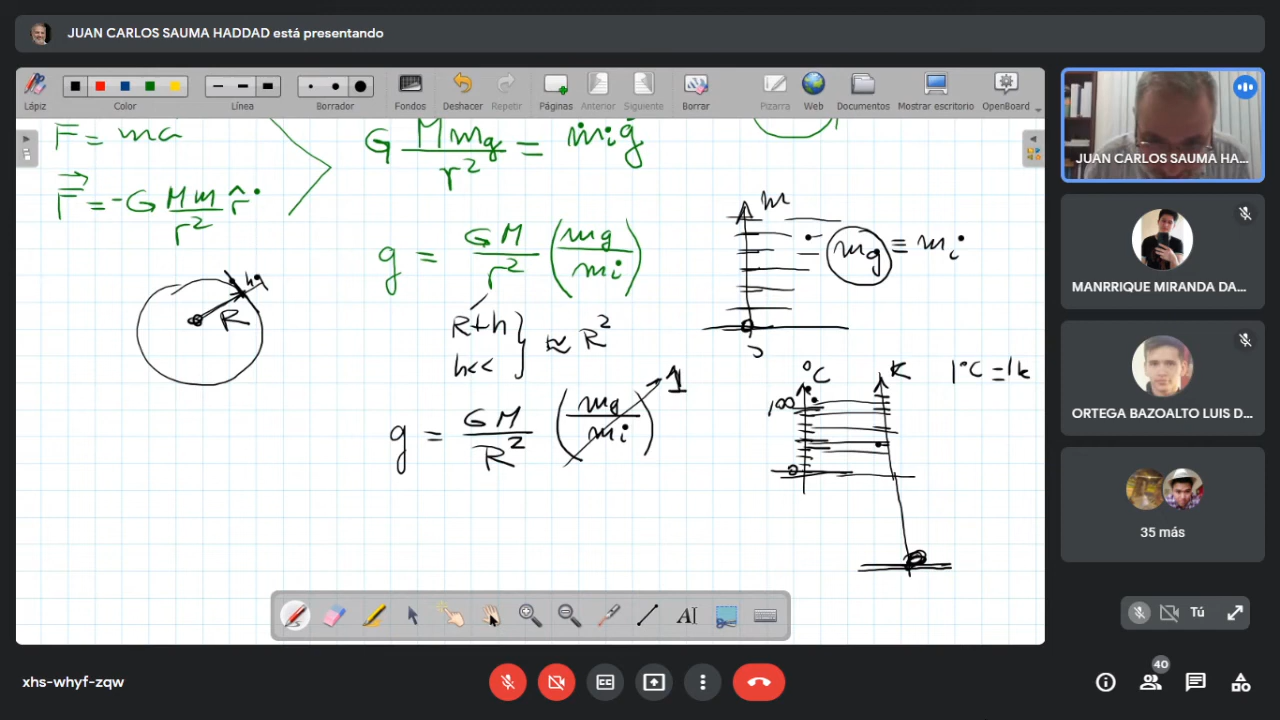 JUAN CARLOS SAUMA HADDAD está presentando
Lápiz
Color
Línea
Borrador
Fondos
Deshacer
Repetir
Páginas
Anterior
Siguiente
Borrar
Pizarra
Web
Documentos
Mostrar escritorio
OpenBoard
F = ma
F = -G Mm/r² r̂
G M mg/r² = mi g
g = GM/r² (mg/mi)
R+h
h<<
} ≈ R²
g = GM/R² (mg/mi) 1
R
m
mg ≡ mi
°C
K
1°C = 1k
100
0
AI
JUAN CARLOS SAUMA HA...
MANRRIQUE MIRANDA DA...
ORTEGA BAZOALTO LUIS D...
35 más
Tú
xhs-whyf-zqw
CC
40